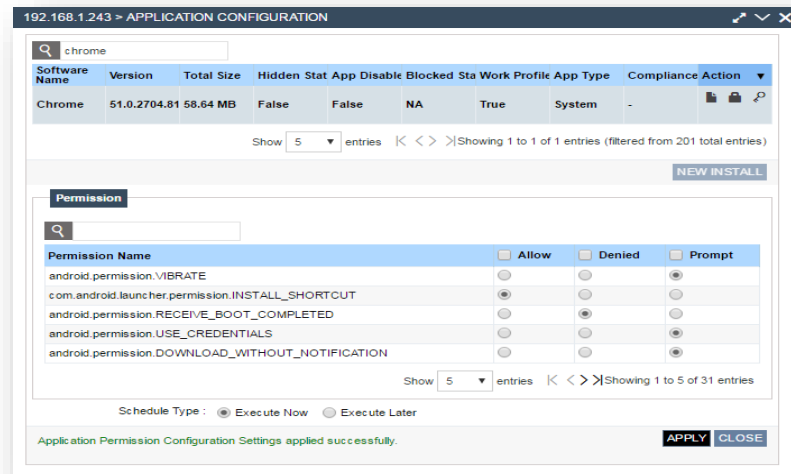 192.168.1.243 > APPLICATION CONFIGURATION
chrome
Software Name Version Total Size Hidden Stat App Disable Blocked Sta Work Profile App Type Compliance Action
Chrome 51.0.2704.81 58.64 MB False False NA True System -
Show 5 entries Showing 1 to 1 of 1 entries (filtered from 201 total entries)
NEW INSTALL
Permission
Permission Name Allow Denied Prompt
android.permission.VIBRATE
com.android.launcher.permission.INSTALL_SHORTCUT
android.permission.RECEIVE_BOOT_COMPLETED
android.permission.USE_CREDENTIALS
android.permission.DOWNLOAD_WITHOUT_NOTIFICATION
Show 5 entries Showing 1 to 5 of 31 entries
Schedule Type : Execute Now Execute Later
Application Permission Configuration Settings applied successfully. APPLY CLOSE